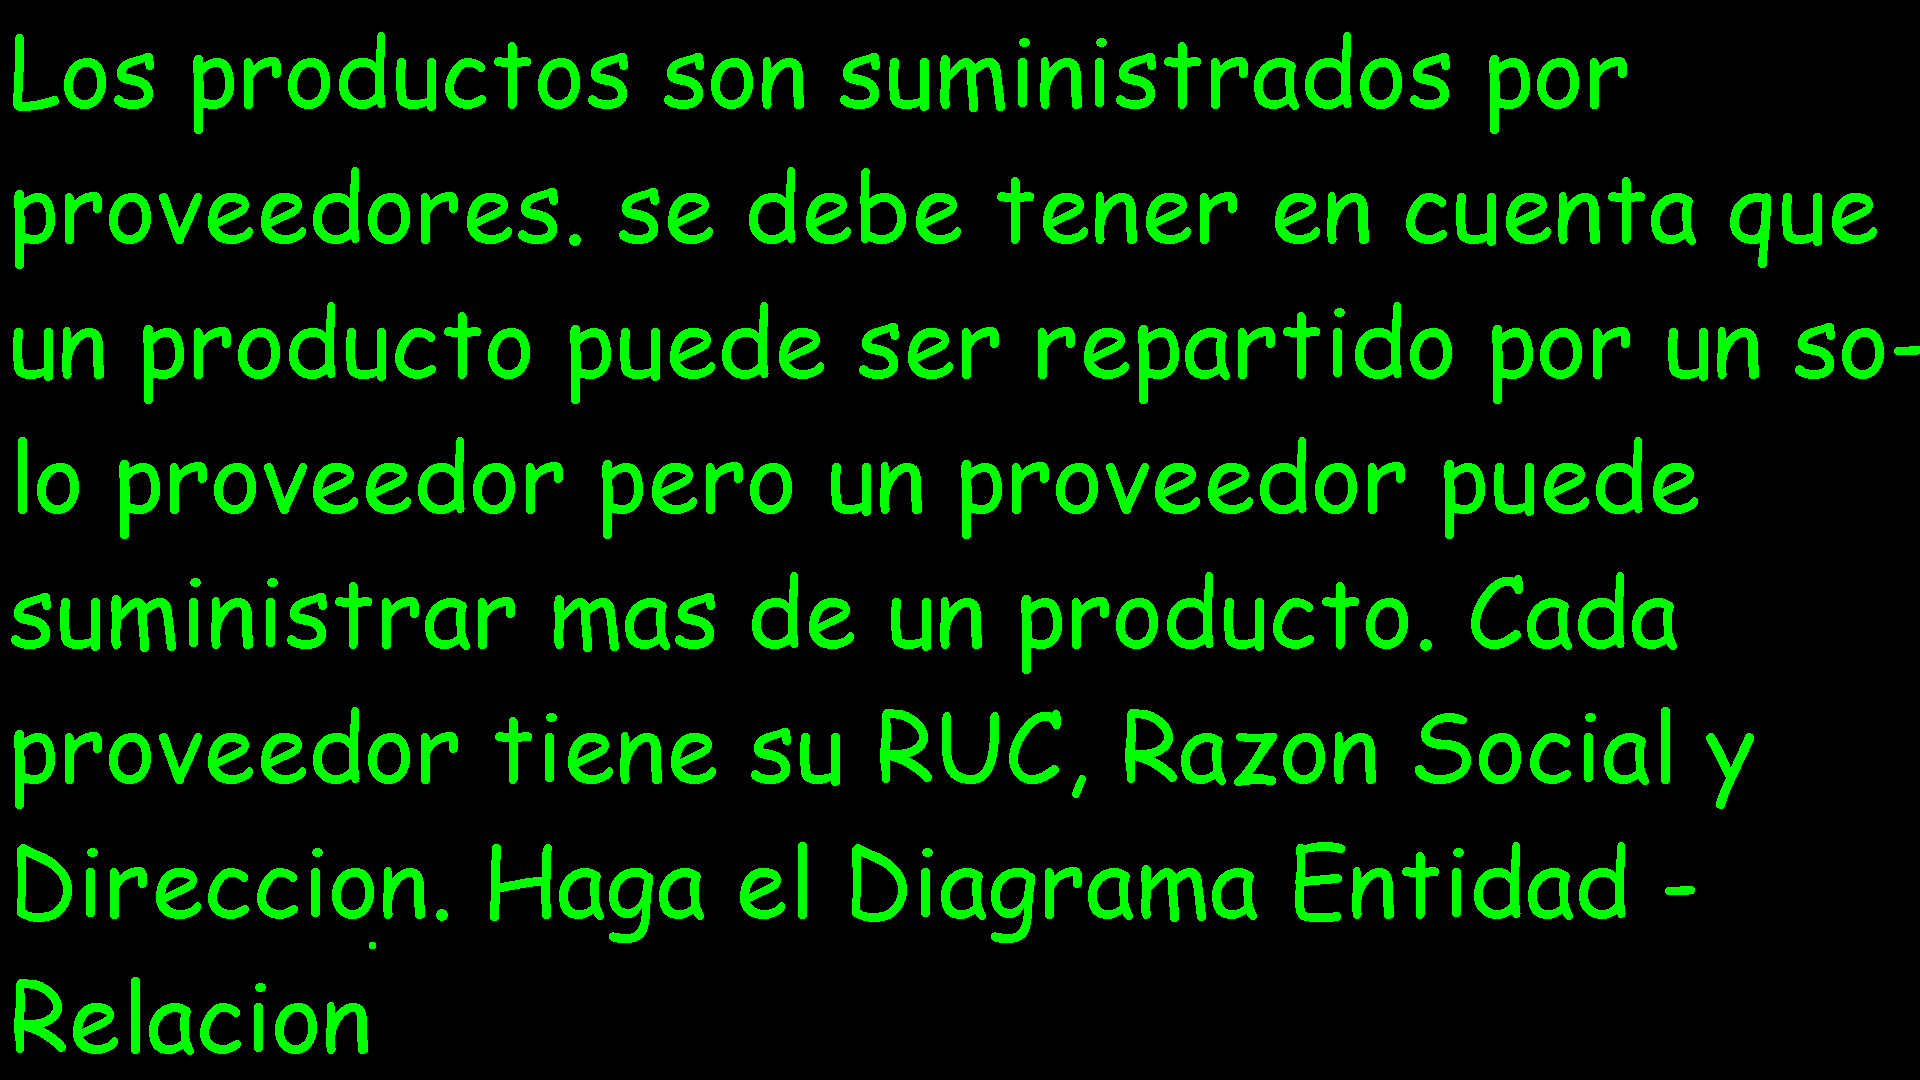 Los productos son suministrados por
proveedores. se debe tener en cuenta que
un producto puede ser repartido por un so-
lo proveedor pero un proveedor puede
suministrar mas de un producto. Cada
proveedor tiene su RUC, Razon Social y
Direccion. Haga el Diagrama Entidad -
Relacion